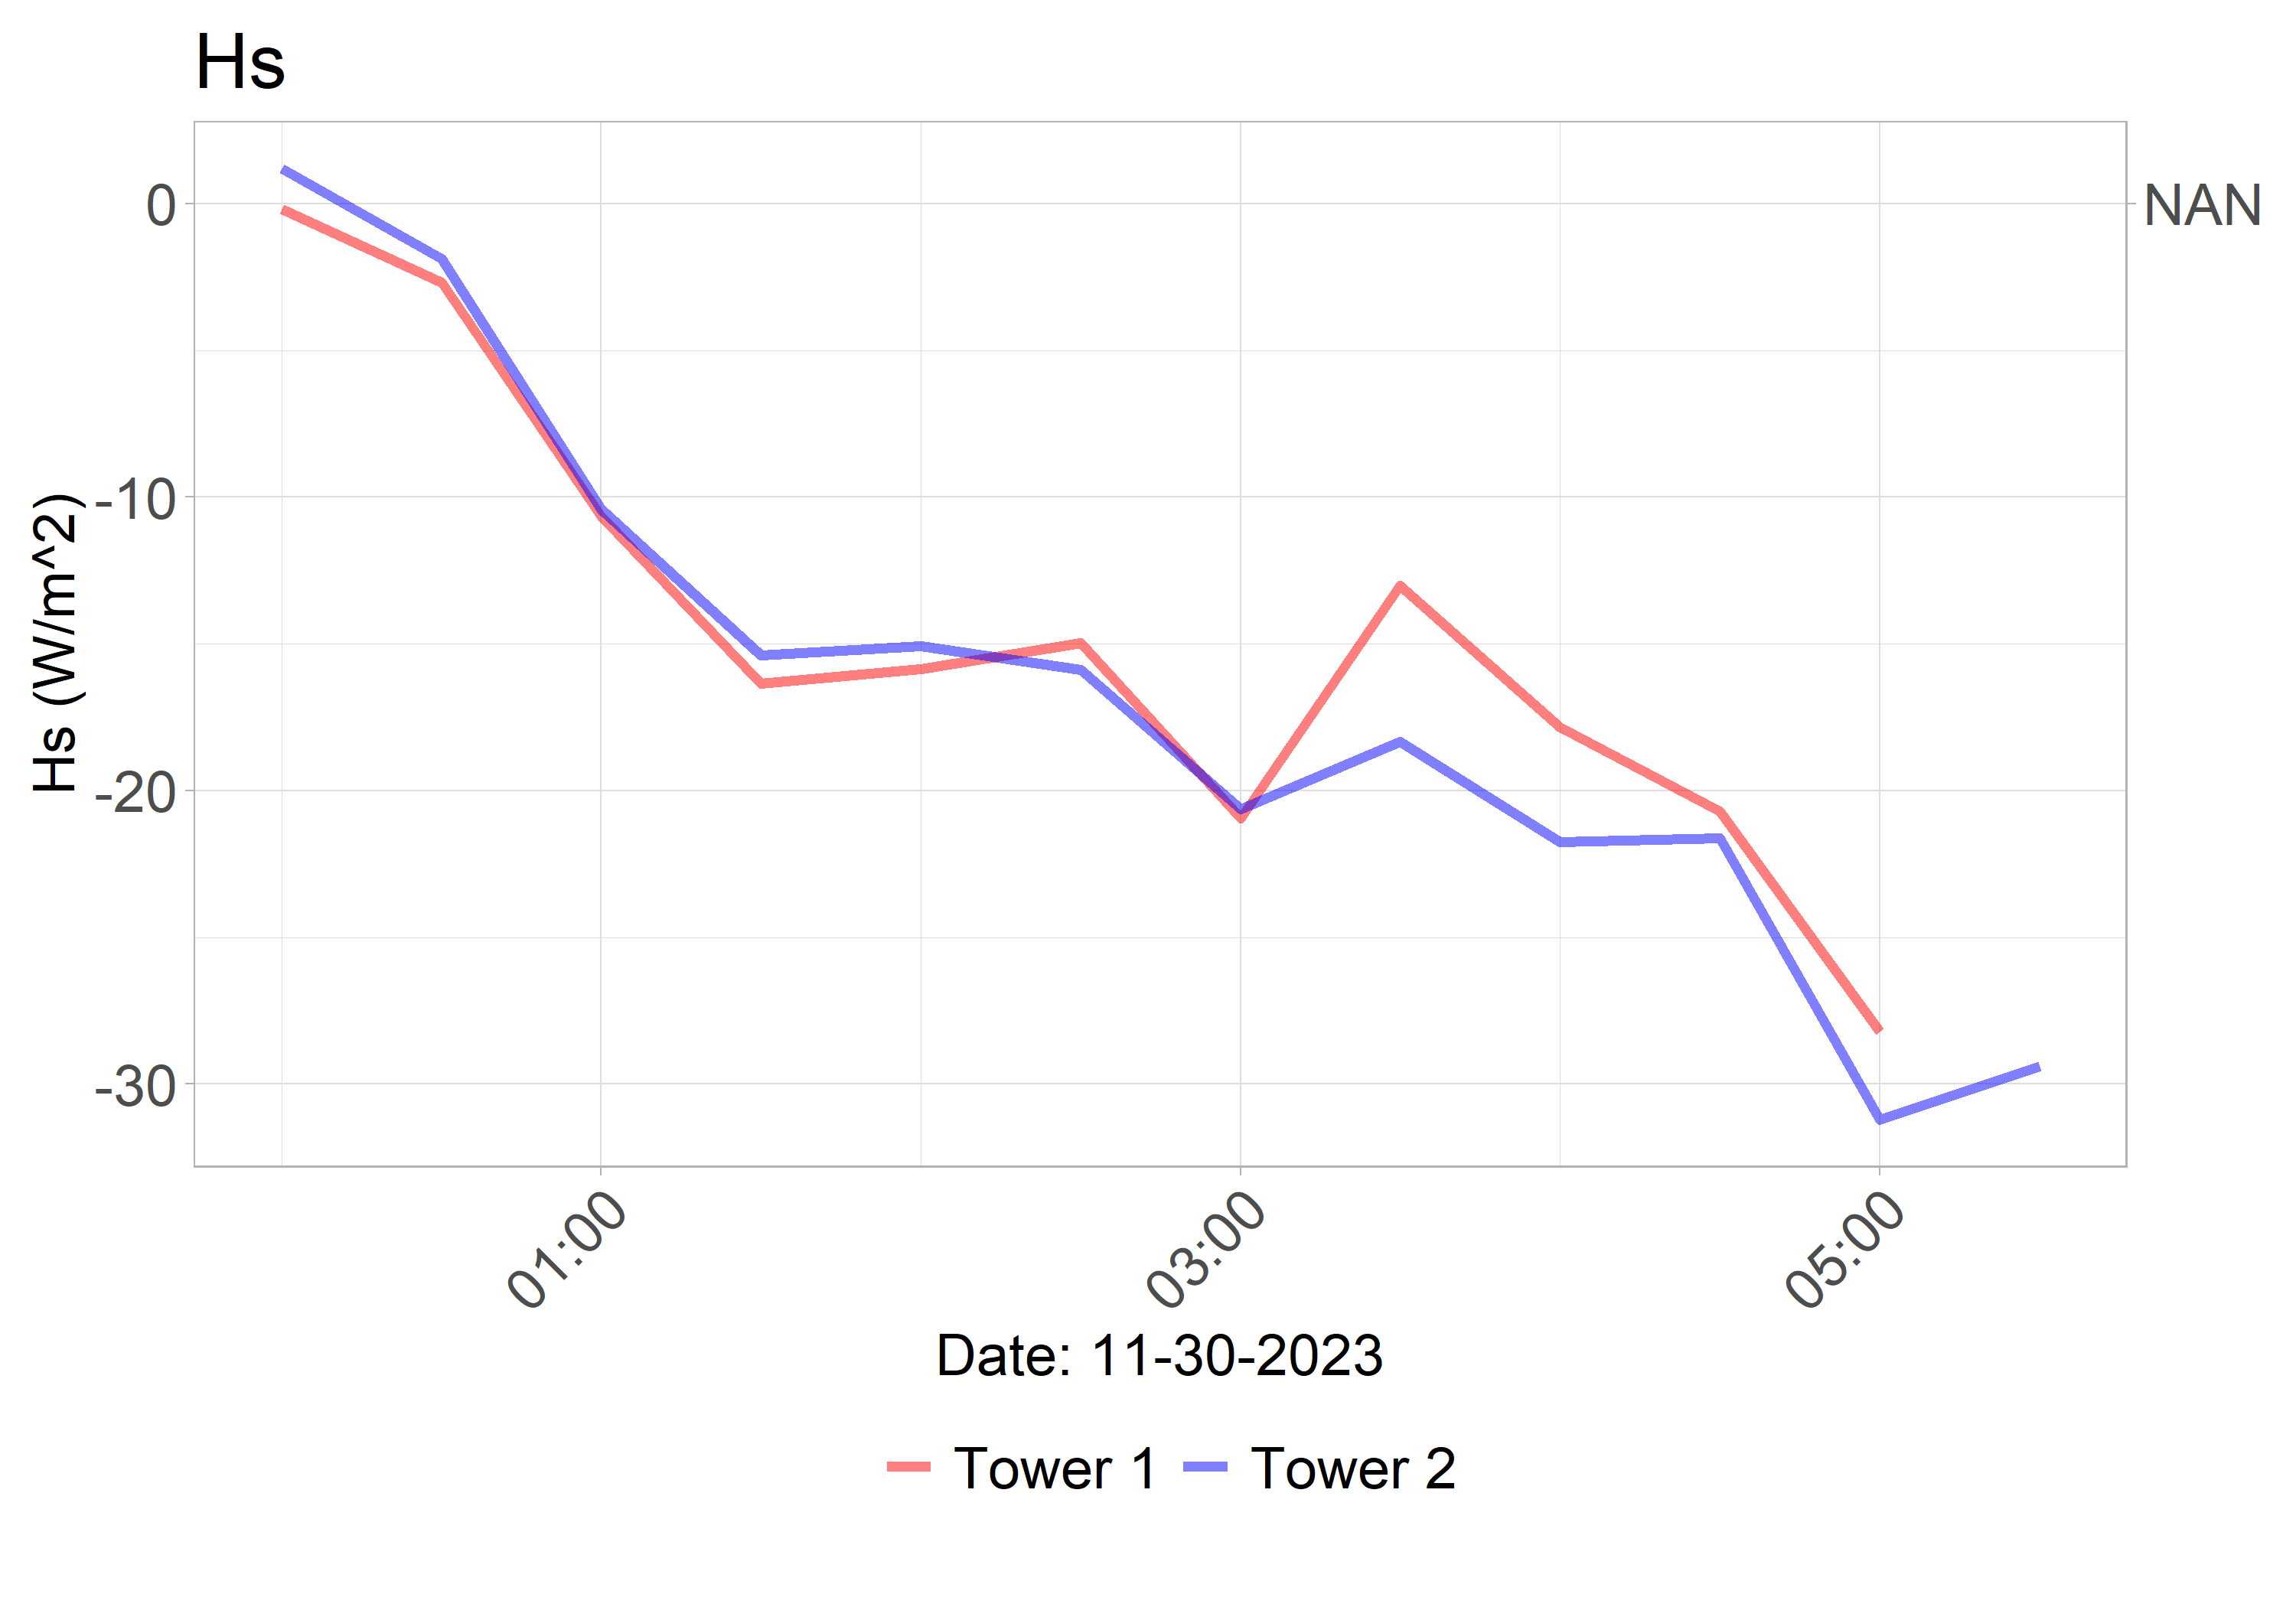 Hs
0
NAN
-10
-20
-30
Hs (W/m^2)
01:00
03:00
05:00
Date: 11-30-2023
Tower 1
Tower 2